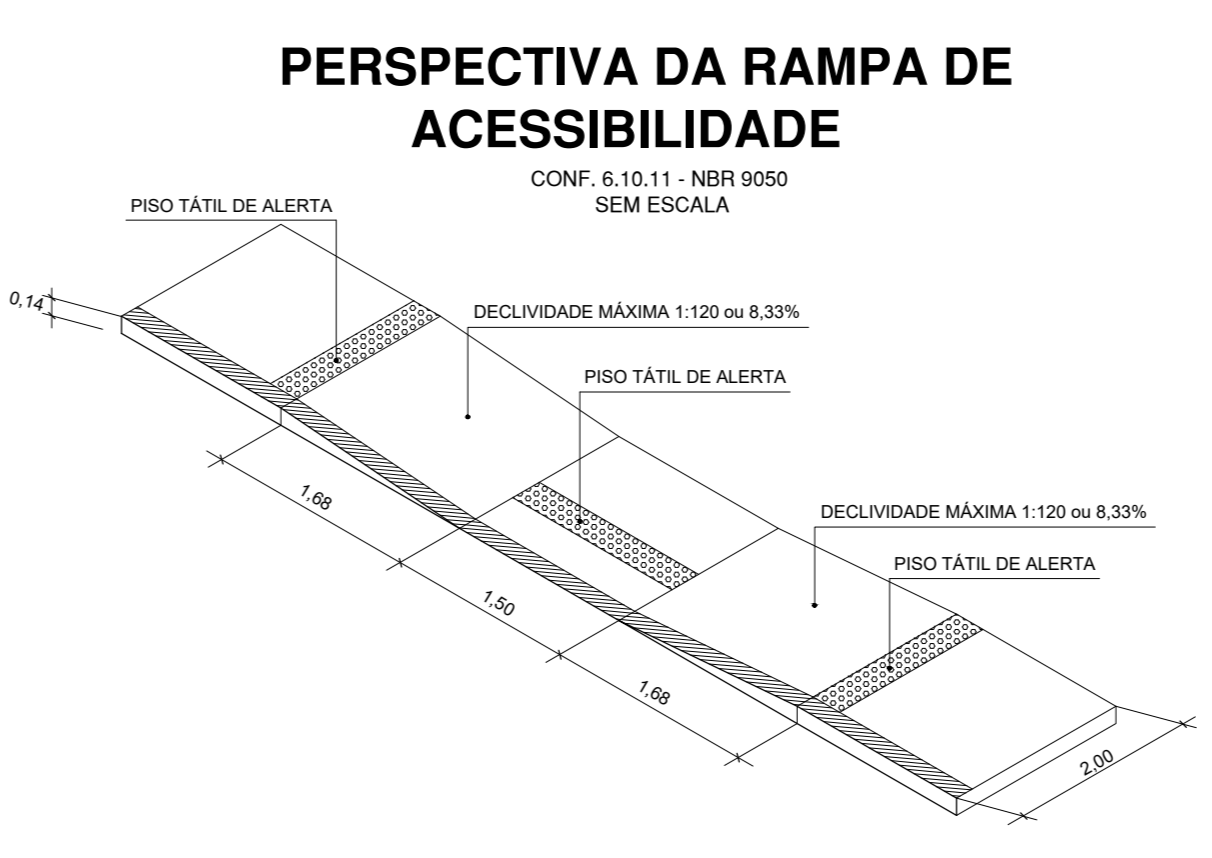 PERSPECTIVA DA RAMPA DE
ACESSIBILIDADE
CONF. 6.10.11 - NBR 9050
SEM ESCALA
PISO TÁTIL DE ALERTA
0,14
DECLIVIDADE MÁXIMA 1:120 ou 8,33%
PISO TÁTIL DE ALERTA
1,68
DECLIVIDADE MÁXIMA 1:120 ou 8,33%
PISO TÁTIL DE ALERTA
1,50
1,68
2,00